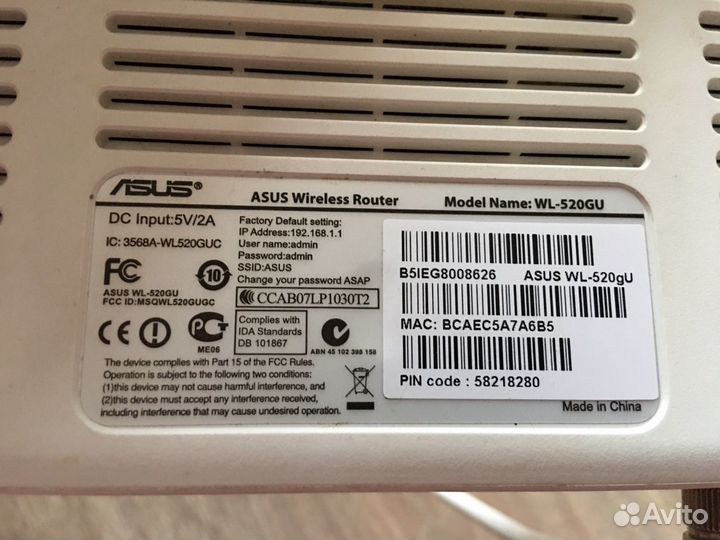 ASUS®
ASUS Wireless Router
Model Name: WL-520GU
DC Input:5V/2A
IC: 3568A-WL520GUC
FC
10
ASUS WL-520GU
FCC ID:MSQWL520GUGC
Factory Default setting:
IP Address:192.168.1.1
User name:admin
Password:admin
SSID:ASUS
Change your password ASAP
CCAB07LP1030T2
CE
ME06
Complies with
IDA Standards
DB 101867
ABN 45 102 398 158
The device complies with Part 15 of the FCC Rules.
Operation is subject to the following two conditions:
(1)this device may not cause harmful interference, and
(2)this device must accept any interference received,
including interference that may cause undesired operation.
B5IEG8008626 ASUS WL-520gU
MAC: BCAEC5A7A6B5
PIN code : 58218280
Made in China
Avito